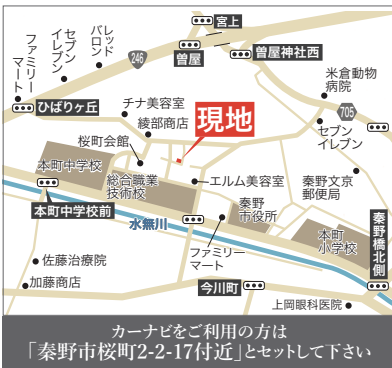 宮上
曽屋
曽屋神社西
レッドバロン
セブンイレブン
ファミリーマート
246
ひばりヶ丘
米倉動物
病院
705
チナ美容室
綾部商店
現地
セブン
イレブン
桜町会館
本町中学校
総合職業
技術校
エルム美容室
秦野文京
郵便局
本町中学校前
水無川
秦野
市役所
本町
小学校
秦野橋北側
ファミリー
マート
佐藤治療院
加藤商店
今川町
上岡眼科医院
カーナビをご利用の方は
「秦野市桜町2-2-17付近」とセットして下さい